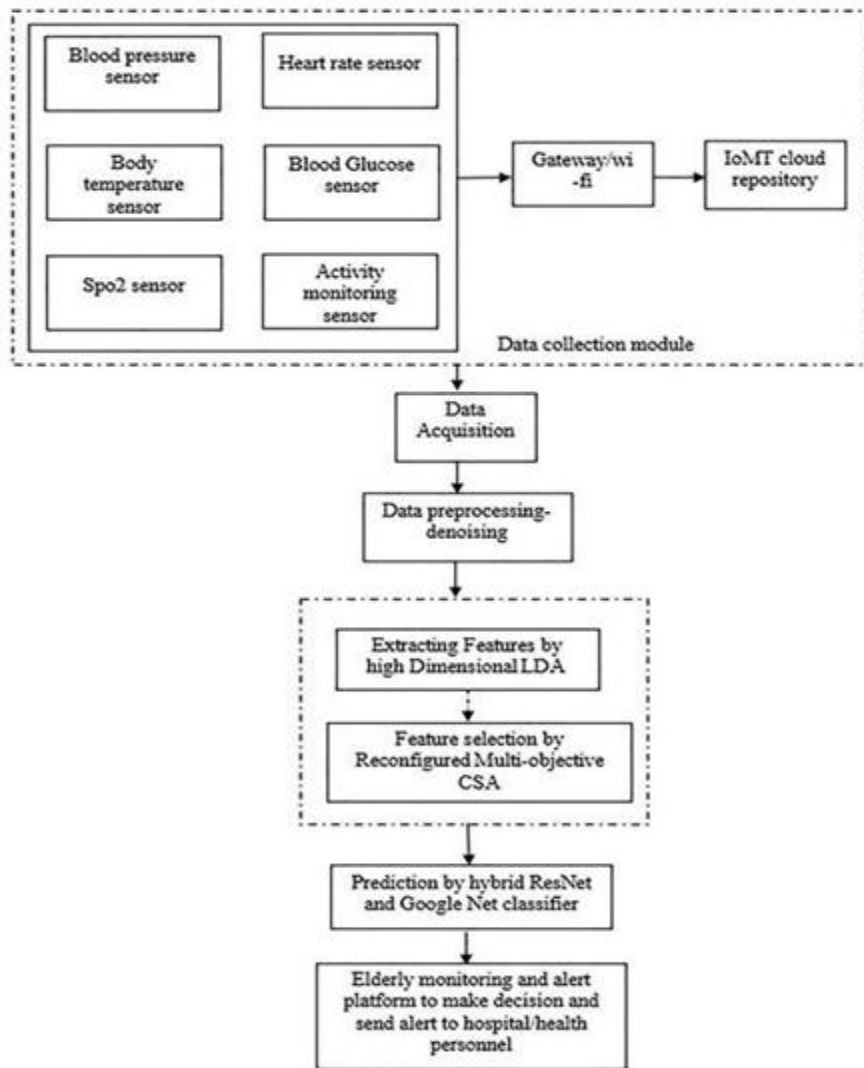 Blood pressure
sensor
Heart rate sensor
Body
temperature
sensor
Blood Glucose
sensor
Spo2 sensor
Activity
monitoring
sensor
Gateway/wi
-fi
IoMT cloud
repository
Data collection module
Data
Acquisition
Data preprocessing-
denoising
Extracting Features by
high Dimensional LDA
Feature selection by
Reconfigured Multi-objective
CSA
Prediction by hybrid ResNet
and Google Net classifier
Elderly monitoring and alert
platform to make decision and
send alert to hospital/health
personnel